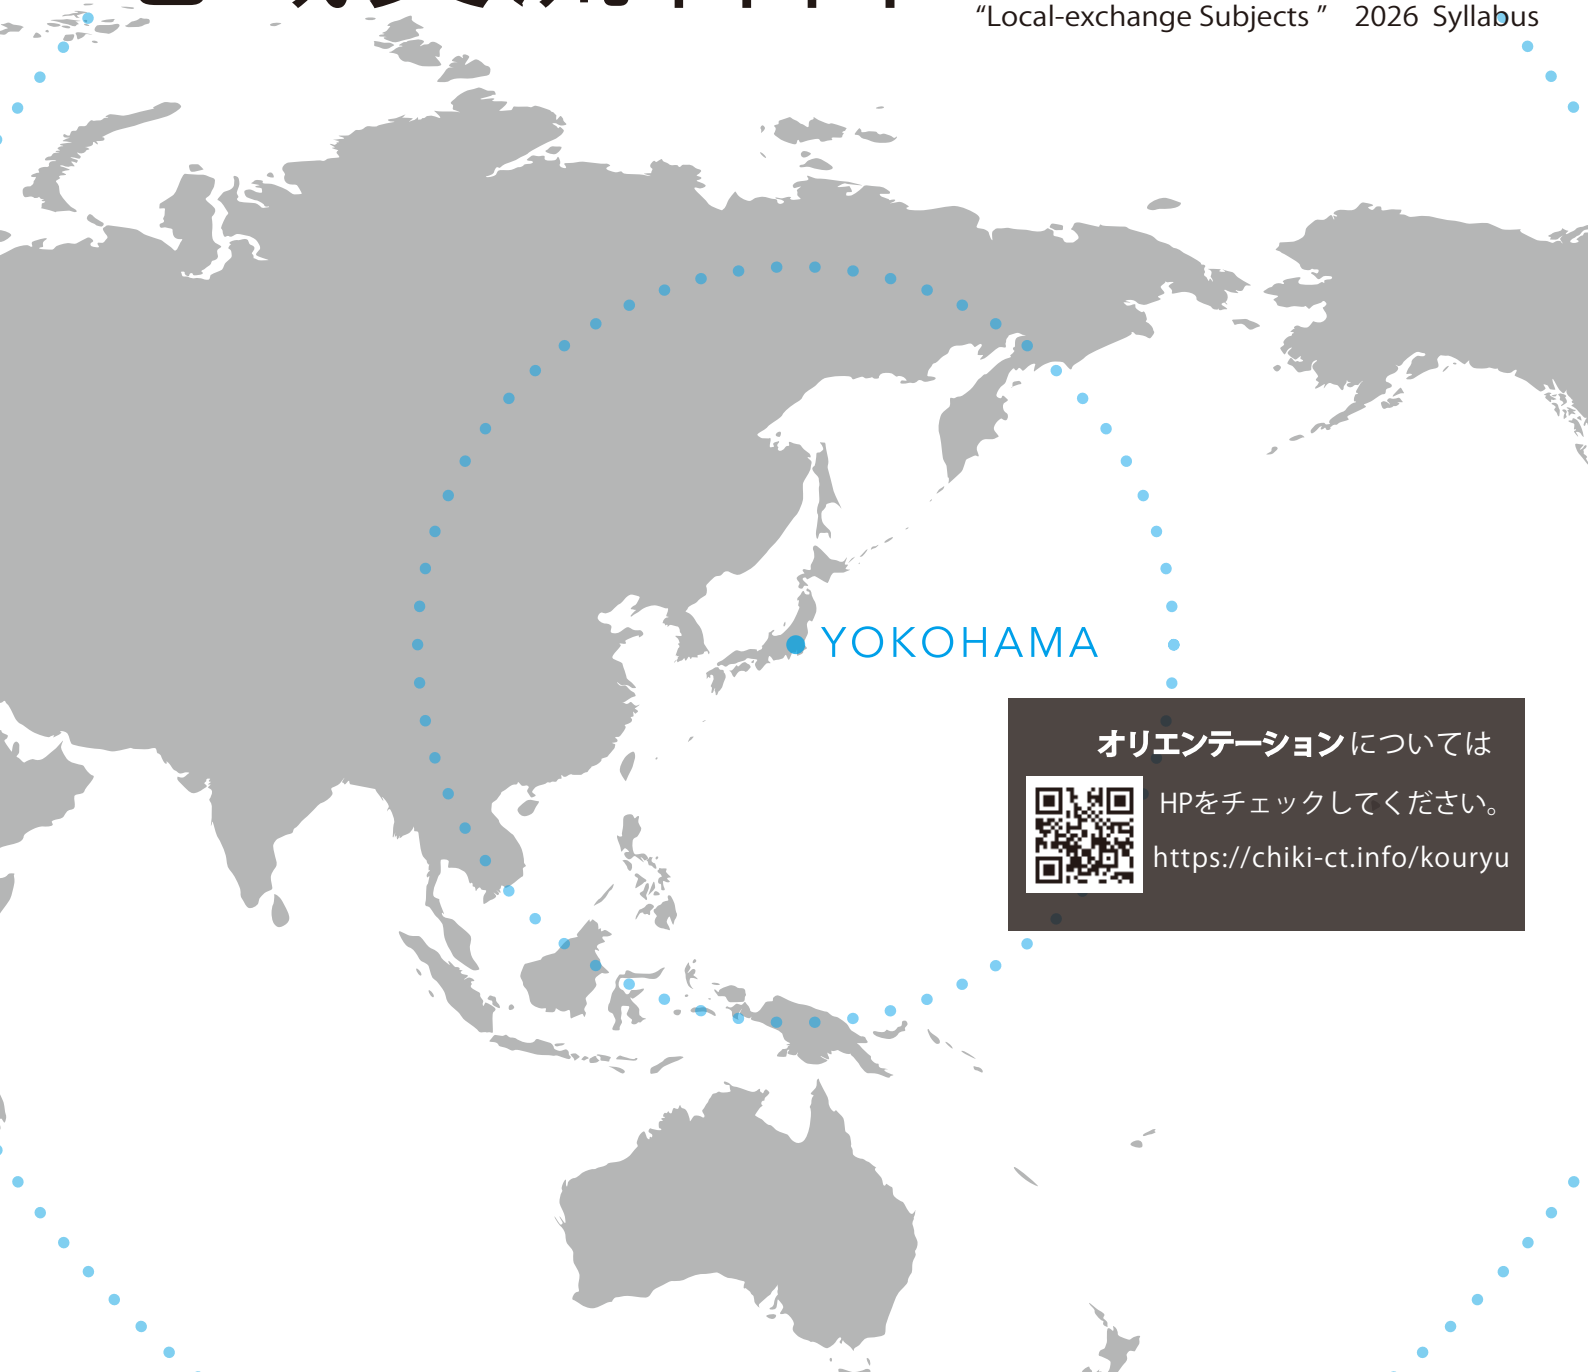 “Local-exchange Subjects ” 2026 Syllabus
YOKOHAMA
オリエンテーションについては
HPをチェックしてください。
https://chiki-ct.info/kouryu